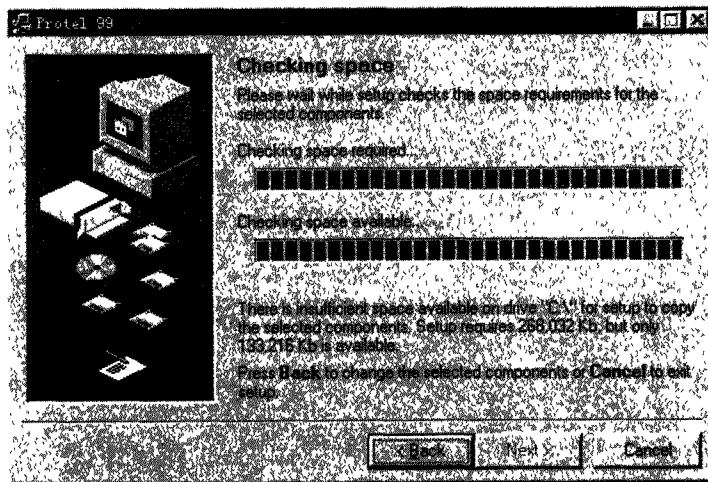 Protel 99
Checking space
Please wait while setup checks the space requirements for the
selected components.
Checking space required...
Checking space available...
There is insufficient space available on drive "C:\" for setup to copy
the selected components. Setup requires 268,032 Kb, but only
133,216 Kb is available.
Press Back to change the selected components or Cancel to exit
setup.
< Back
Next >
Cancel